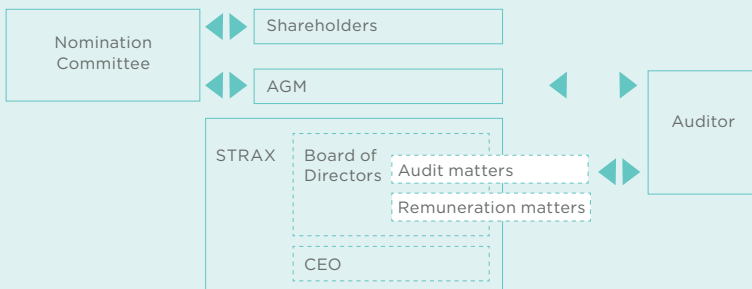 Nomination
Committee
Shareholders
AGM
Auditor
STRAX
Board of
Directors
Audit matters
Remuneration matters
CEO